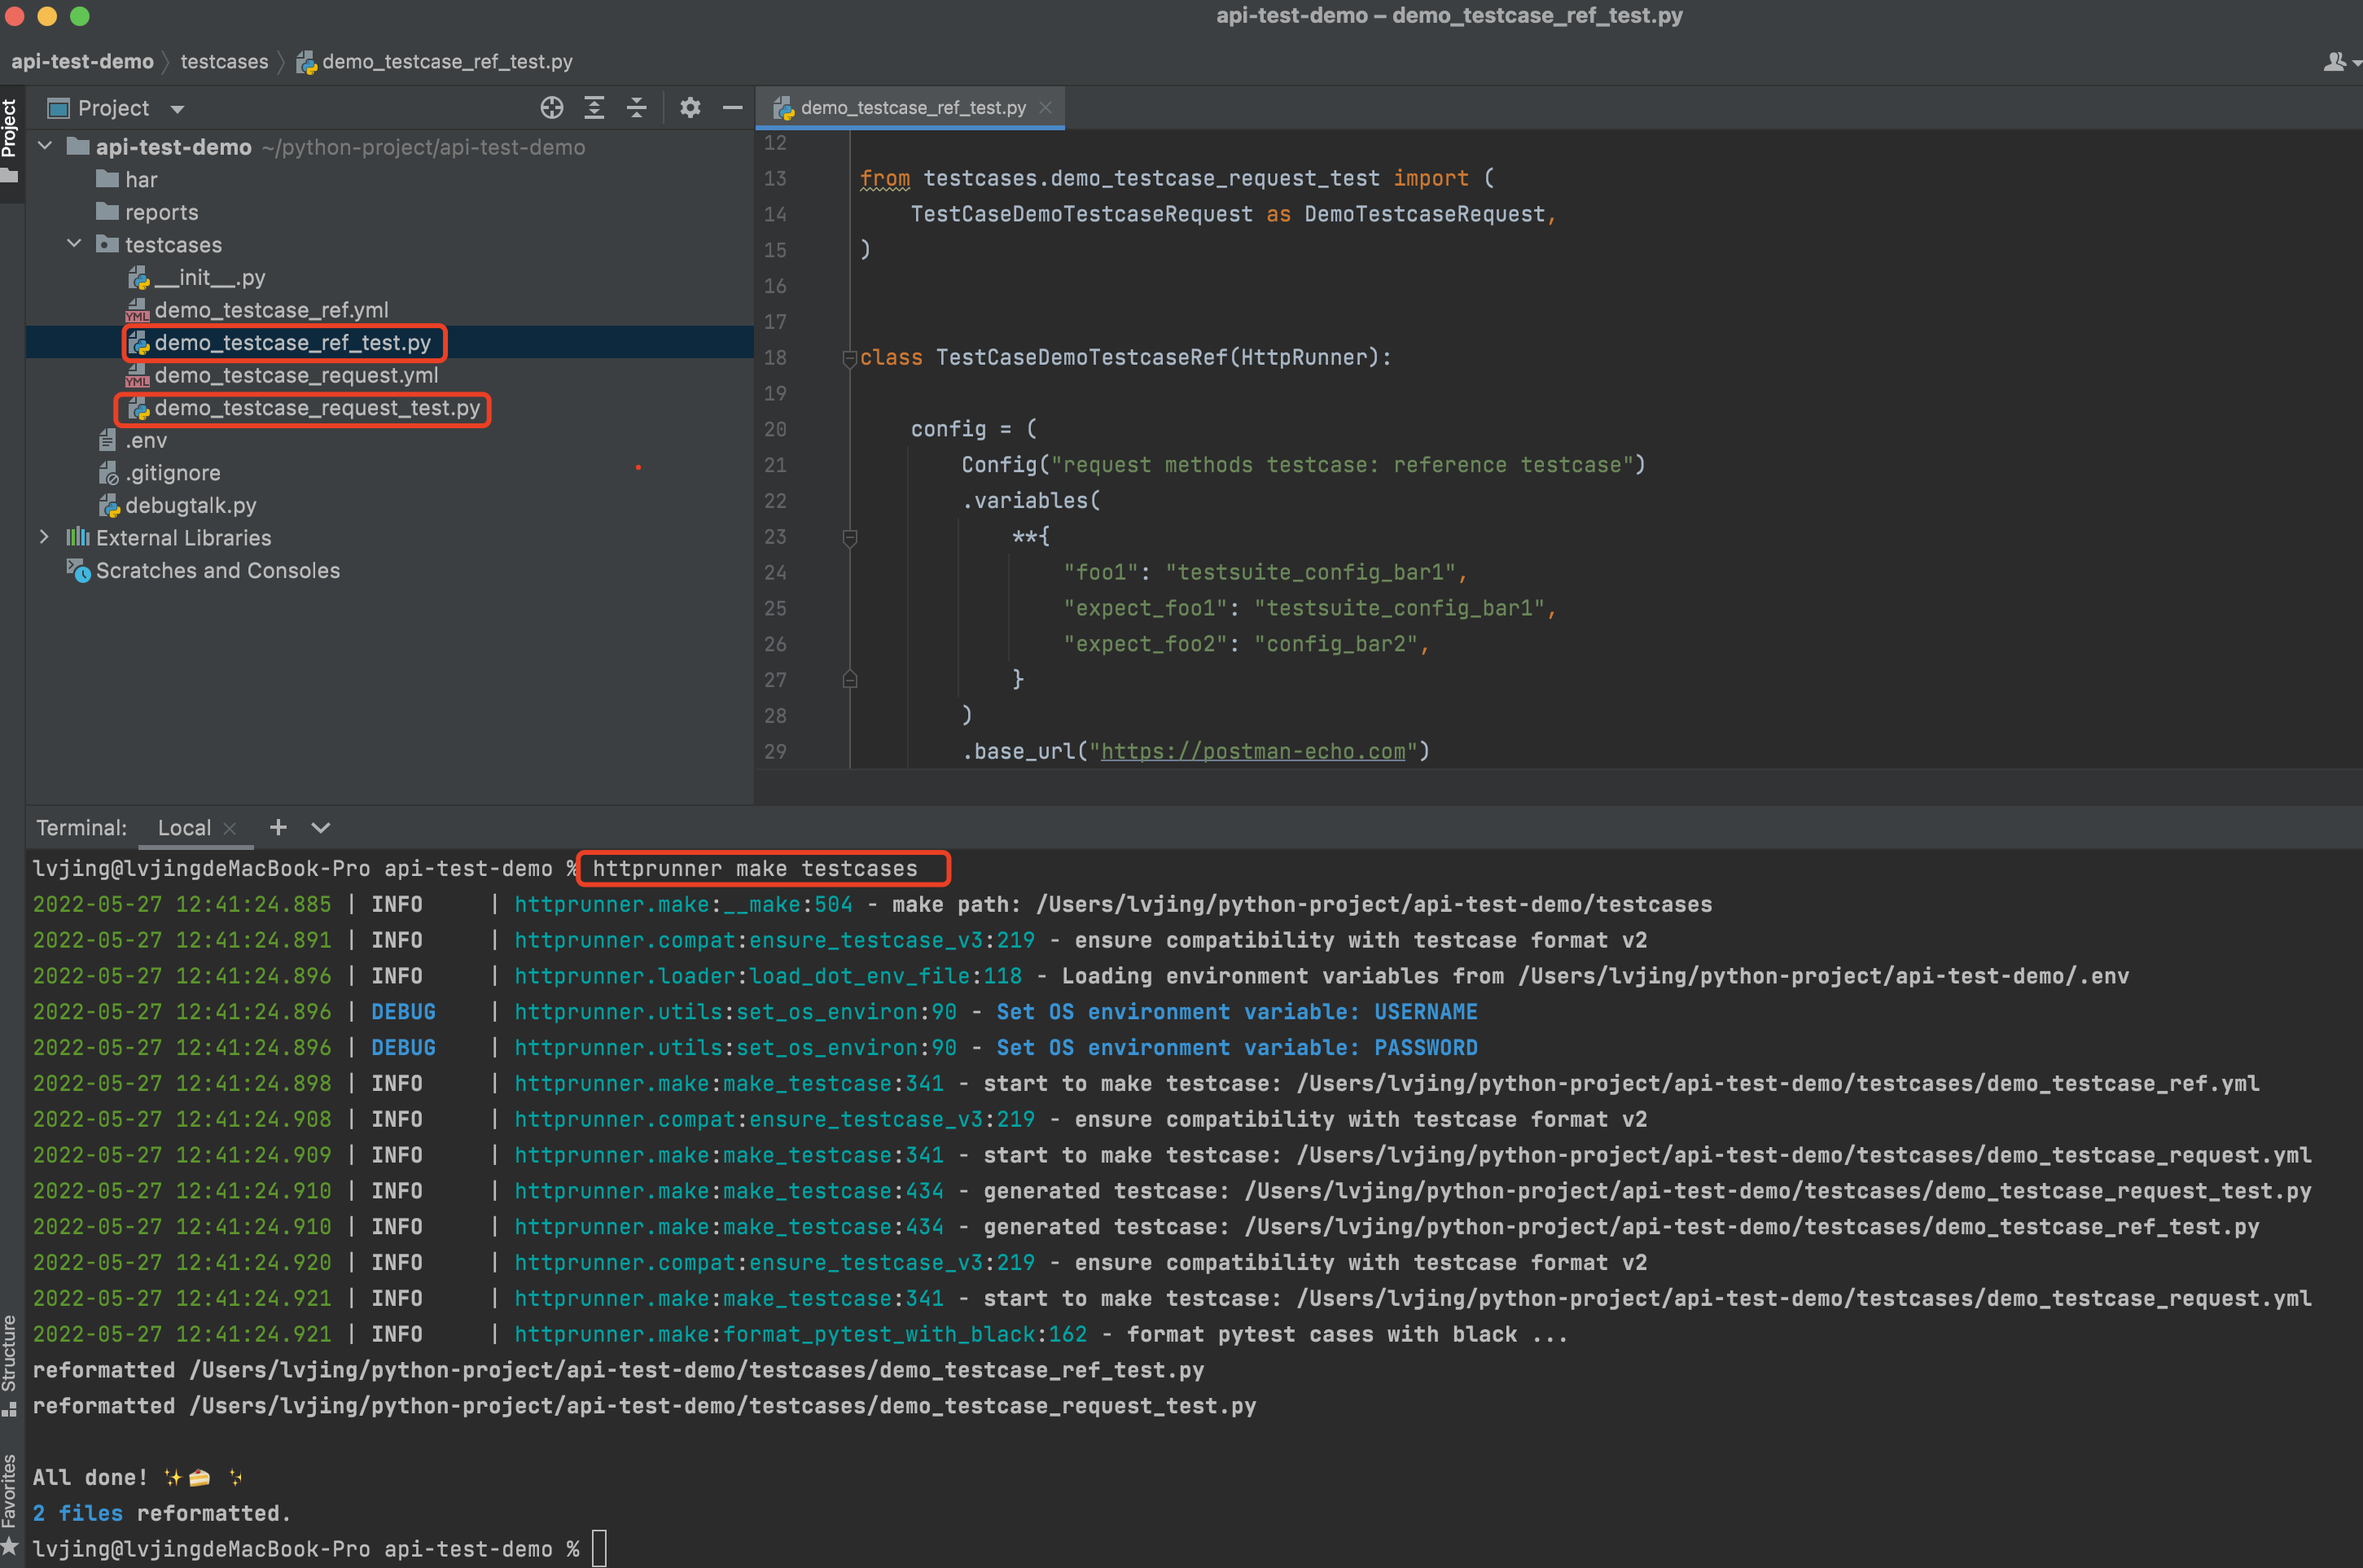 api-test-demo – demo_testcase_ref_test.py
api-test-demo
testcases
demo_testcase_ref_test.py
Project
Project
api-test-demo ~/python-project/api-test-demo
har
reports
testcases
__init__.py
demo_testcase_ref.yml
demo_testcase_ref_test.py
demo_testcase_request.yml
demo_testcase_request_test.py
.env
.gitignore
debugtalk.py
External Libraries
Scratches and Consoles
demo_testcase_ref_test.py
12
13 from testcases.demo_testcase_request_test import (
14 TestCaseDemoTestcaseRequest as DemoTestcaseRequest,
15 )
16
17
18 class TestCaseDemoTestcaseRef(HttpRunner):
19
20 config = (
21 Config("request methods testcase: reference testcase")
22 .variables(
23 **{
24 "foo1": "testsuite_config_bar1",
25 "expect_foo1": "testsuite_config_bar1",
26 "expect_foo2": "config_bar2",
27 }
28 )
29 .base_url("https://postman-echo.com")
Terminal: Local
lvjing@lvjingdeMacBook-Pro api-test-demo % httprunner make testcases
2022-05-27 12:41:24.885 | INFO     | httprunner.make:__make:504 - make path: /Users/lvjing/python-project/api-test-demo/testcases
2022-05-27 12:41:24.891 | INFO     | httprunner.compat:ensure_testcase_v3:219 - ensure compatibility with testcase format v2
2022-05-27 12:41:24.896 | INFO     | httprunner.loader:load_dot_env_file:118 - Loading environment variables from /Users/lvjing/python-project/api-test-demo/.env
2022-05-27 12:41:24.896 | DEBUG    | httprunner.utils:set_os_environ:90 - Set OS environment variable: USERNAME
2022-05-27 12:41:24.896 | DEBUG    | httprunner.utils:set_os_environ:90 - Set OS environment variable: PASSWORD
2022-05-27 12:41:24.898 | INFO     | httprunner.make:make_testcase:341 - start to make testcase: /Users/lvjing/python-project/api-test-demo/testcases/demo_testcase_ref.yml
2022-05-27 12:41:24.908 | INFO     | httprunner.compat:ensure_testcase_v3:219 - ensure compatibility with testcase format v2
2022-05-27 12:41:24.909 | INFO     | httprunner.make:make_testcase:341 - start to make testcase: /Users/lvjing/python-project/api-test-demo/testcases/demo_testcase_request.yml
2022-05-27 12:41:24.910 | INFO     | httprunner.make:make_testcase:434 - generated testcase: /Users/lvjing/python-project/api-test-demo/testcases/demo_testcase_request_test.py
2022-05-27 12:41:24.910 | INFO     | httprunner.make:make_testcase:434 - generated testcase: /Users/lvjing/python-project/api-test-demo/testcases/demo_testcase_ref_test.py
2022-05-27 12:41:24.920 | INFO     | httprunner.compat:ensure_testcase_v3:219 - ensure compatibility with testcase format v2
2022-05-27 12:41:24.921 | INFO     | httprunner.make:make_testcase:341 - start to make testcase: /Users/lvjing/python-project/api-test-demo/testcases/demo_testcase_request.yml
2022-05-27 12:41:24.921 | INFO     | httprunner.make:format_pytest_with_black:162 - format pytest cases with black ...
reformatted /Users/lvjing/python-project/api-test-demo/testcases/demo_testcase_ref_test.py
reformatted /Users/lvjing/python-project/api-test-demo/testcases/demo_testcase_request_test.py
All done! ✨🍰 ✨
2 files reformatted.
lvjing@lvjingdeMacBook-Pro api-test-demo %
Structure
Favorites